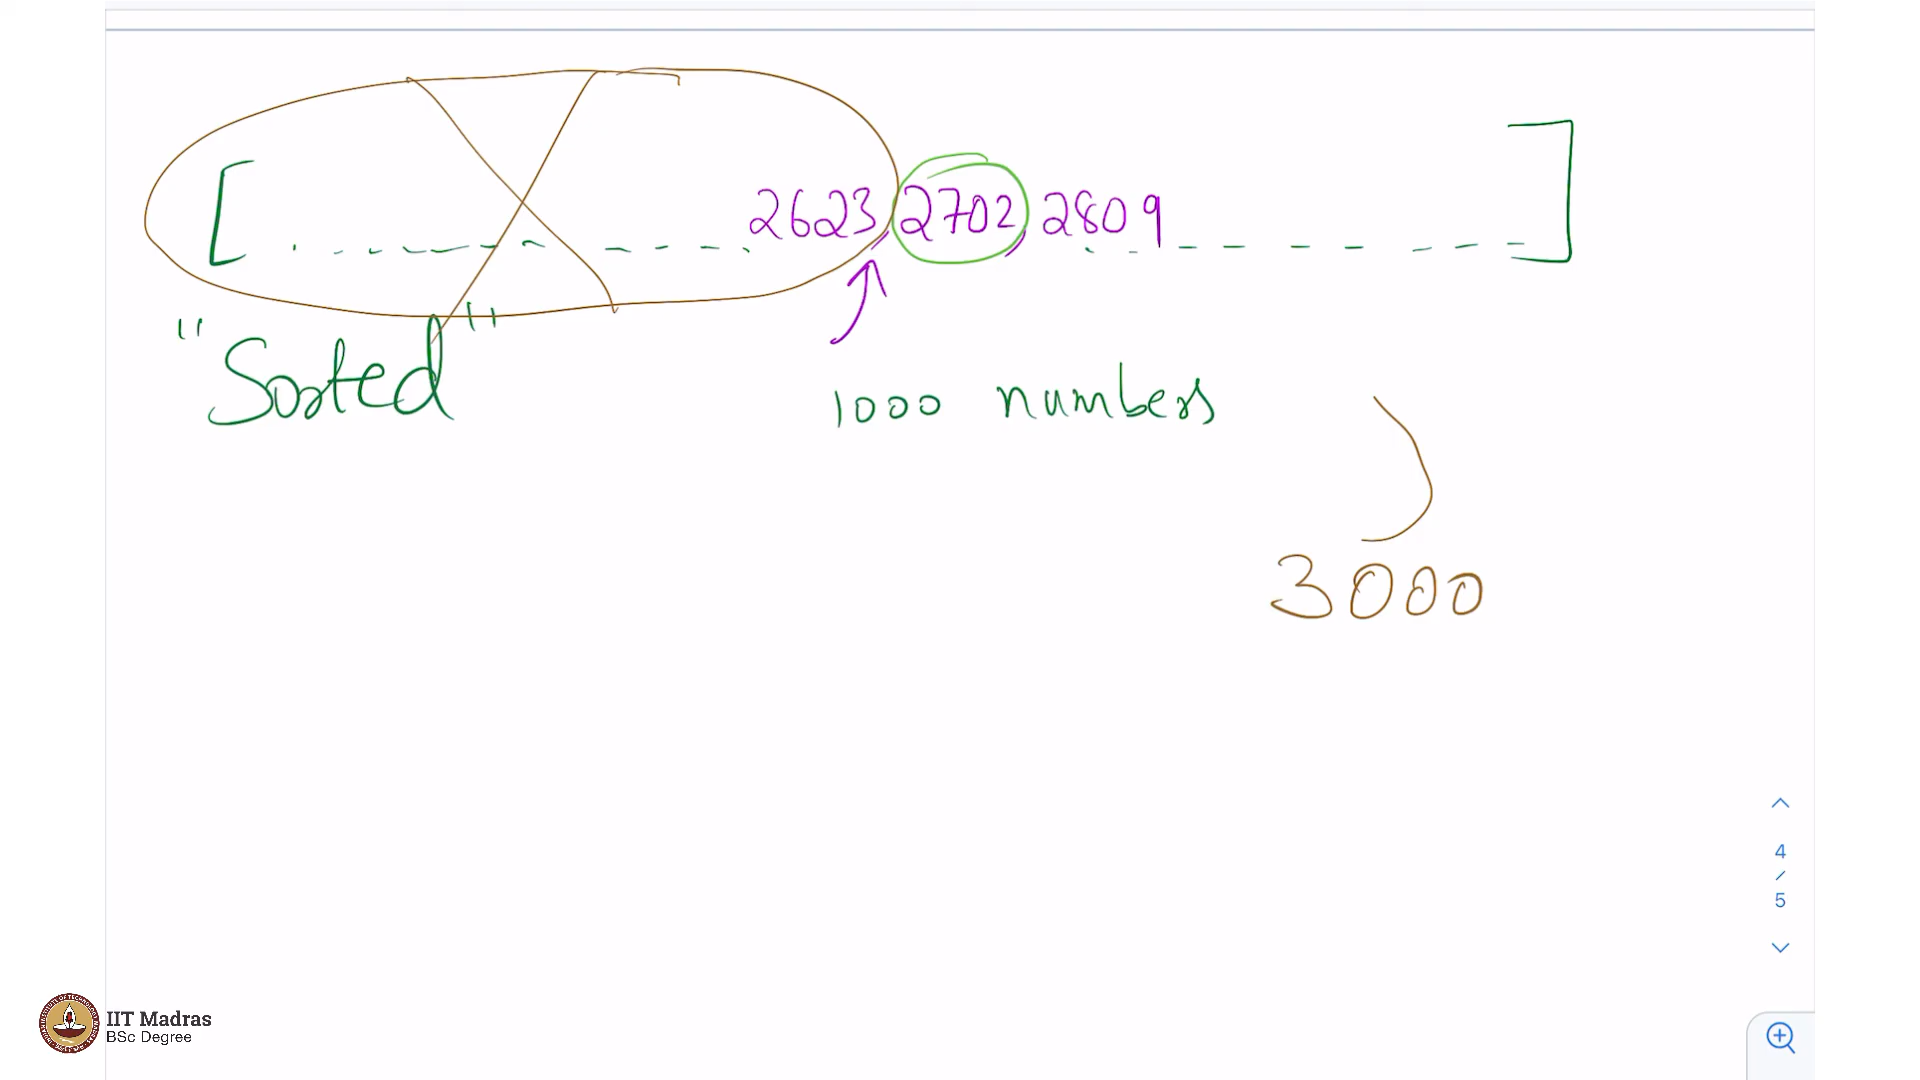 [ . - - - - - - - - 2623, 2702, 2809 - - - - - - - ]
"Sorted"
1000 numbers
3000
4
/
5
IIT Madras
BSc Degree